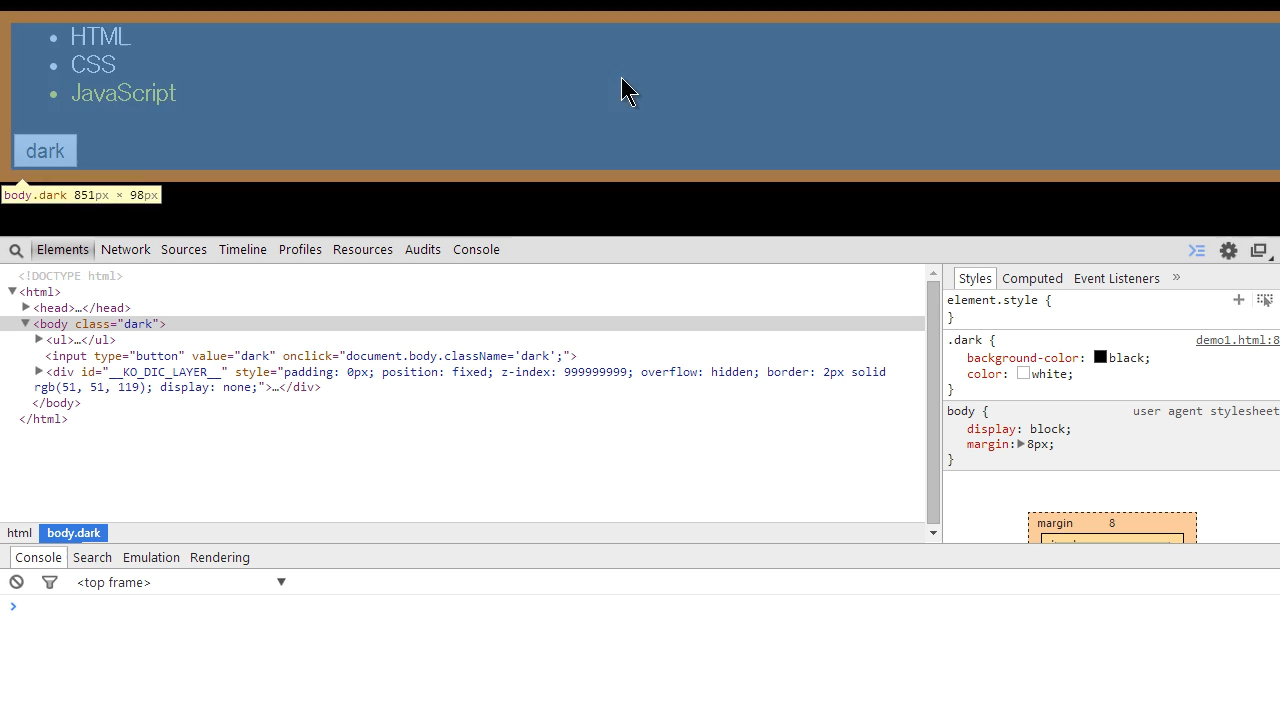 HTML
CSS
JavaScript
dark
body.dark 851px × 98px
Elements Network Sources Timeline Profiles Resources Audits Console
<!DOCTYPE html>
<html>
<head>…</head>
<body class="dark">
<ul>…</ul>
<input type="button" value="dark" onclick="document.body.className='dark';">
<div id="__KO_DIC_LAYER__" style="padding: 0px; position: fixed; z-index: 999999999; overflow: hidden; border: 2px solid
rgb(51, 51, 119); display: none;">…</div>
</body>
</html>
html body.dark
Styles Computed Event Listeners »
element.style {
}
.dark { demo1.html:8
background-color: black;
color: white;
}
body { user agent stylesheet
display: block;
margin: 8px;
}
margin 8
Console Search Emulation Rendering
<top frame>